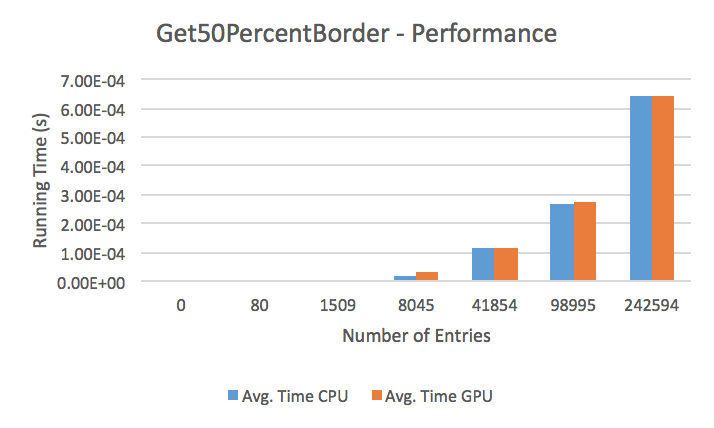 Get50PercentBorder - Performance
Running Time (s)
7.00E-04
6.00E-04
5.00E-04
4.00E-04
3.00E-04
2.00E-04
1.00E-04
0.00E+00
0 80 1509 8045 41854 98995 242594
Number of Entries
Avg. Time CPU Avg. Time GPU